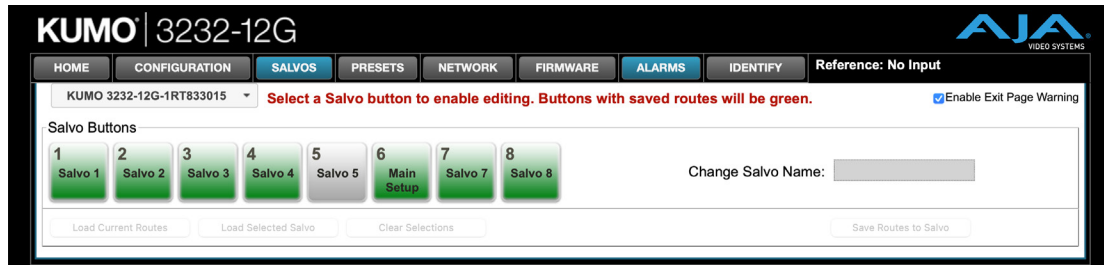 KUMO 3232-12G
AJA
VIDEO SYSTEMS
HOME CONFIGURATION SALVOS PRESETS NETWORK FIRMWARE ALARMS IDENTIFY Reference: No Input
KUMO 3232-12G-1RT833015 Select a Salvo button to enable editing. Buttons with saved routes will be green. Enable Exit Page Warning
Salvo Buttons
1 2 3 4 5 6 7 8
Salvo 1 Salvo 2 Salvo 3 Salvo 4 Salvo 5 Main Setup Salvo 7 Salvo 8
Change Salvo Name:
Load Current Routes Load Selected Salvo Clear Selections Save Routes to Salvo